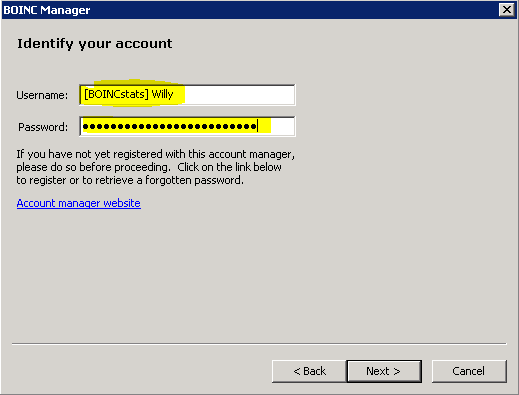 BOINC Manager
Identify your account
Username: [BOINCstats] Willy
Password: ●●●●●●●●●●●●●●●●●●●●●●●●●
If you have not yet registered with this account manager,
please do so before proceeding.  Click on the link below
to register or to retrieve a forgotten password.
Account manager website
< Back Next > Cancel